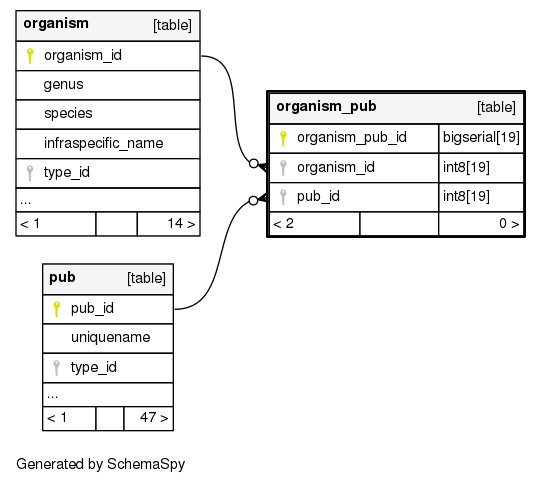 organism [table]
organism_id
genus
species
infraspecific_name
type_id
...
< 1 14 >
organism_pub [table]
organism_pub_id bigserial[19]
organism_id int8[19]
pub_id int8[19]
< 2 0 >
pub [table]
pub_id
uniquename
type_id
...
< 1 47 >
Generated by SchemaSpy